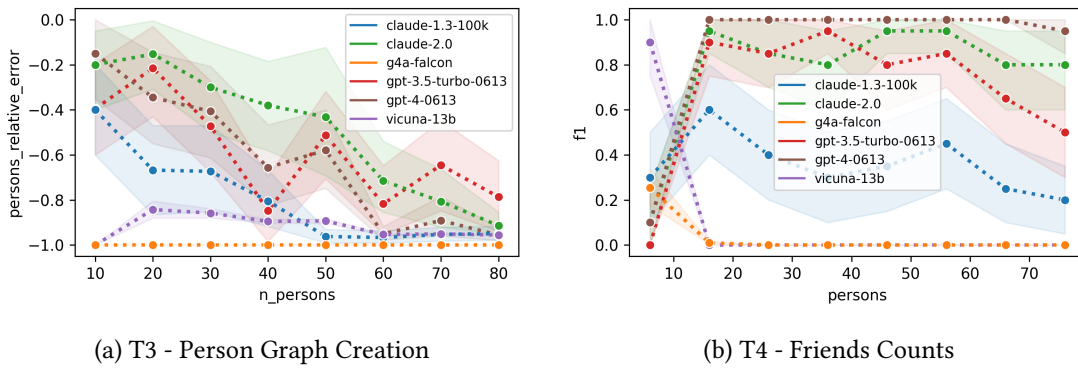 0.0
−0.2
−0.4
−0.6
−0.8
−1.0
persons_relative_error
10 20 30 40 50 60 70 80
n_persons
claude-1.3-100k
claude-2.0
g4a-falcon
gpt-3.5-turbo-0613
gpt-4-0613
vicuna-13b
(a) T3 - Person Graph Creation
1.0
0.8
0.6
0.4
0.2
0.0
f1
10 20 30 40 50 60 70
persons
claude-1.3-100k
claude-2.0
g4a-falcon
gpt-3.5-turbo-0613
gpt-4-0613
vicuna-13b
(b) T4 - Friends Counts